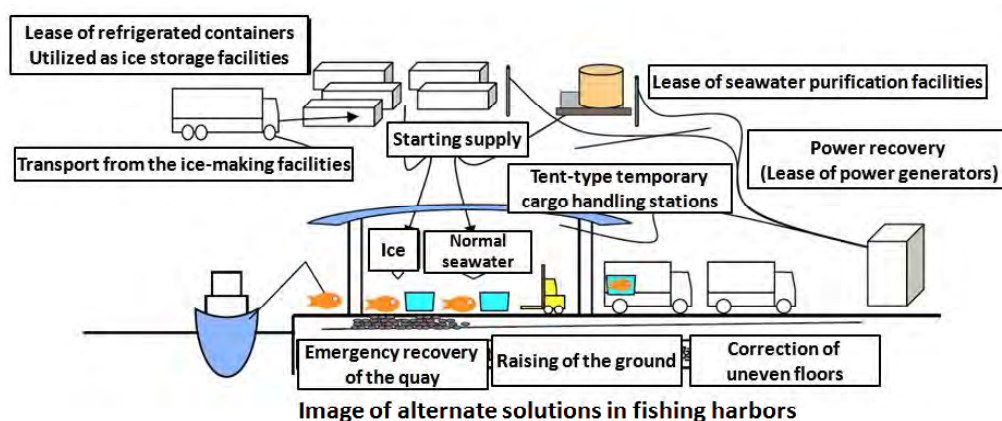 Lease of refrigerated containers
Utilized as ice storage facilities
Lease of seawater purification facilities
Starting supply
Transport from the ice-making facilities
Power recovery
(Lease of power generators)
Tent-type temporary
cargo handling stations
Ice
Normal
seawater
Emergency recovery
of the quay
Raising of the ground
Correction of
uneven floors
Image of alternate solutions in fishing harbors